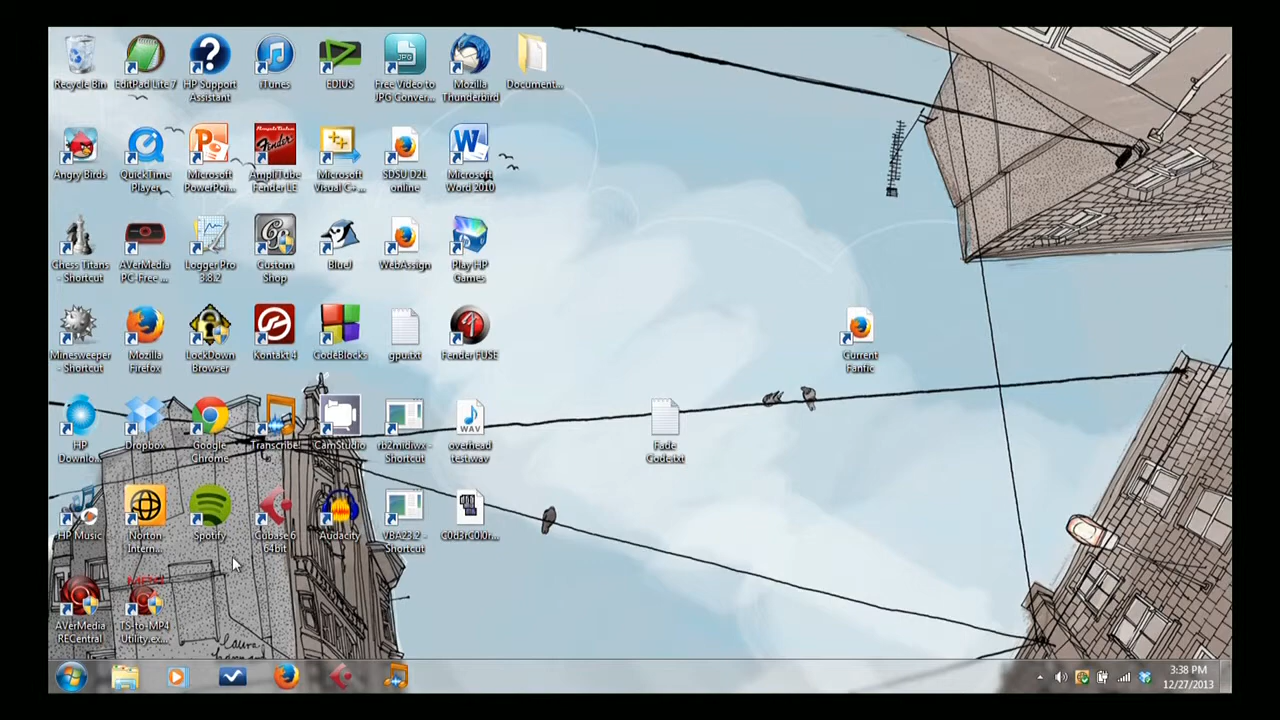 Recycle Bin
EditPad Lite 7
HP Support
Assistant
iTunes
EDIUS
Free Video to
JPG Conver...
Mozilla
Thunderbird
Document...
Angry Birds
QuickTime
Player
Microsoft
PowerPoi...
AmpliTube
Fender LE
Microsoft
Visual C+...
SDSU D2L
online
Microsoft
Word 2010
Chess Titans
- Shortcut
AVerMedia
PC-Free ...
Logger Pro
3.8.2
Custom
Shop
BlueJ
WebAssign
Play HP
Games
Minesweeper
- Shortcut
Mozilla
Firefox
LockDown
Browser
Kontakt 4
CodeBlocks
gpu.txt
Fender FUSE
Current
Fanfic
HP
Downlo...
Dropbox
Google
Chrome
Transcribe!
CamStudio
rb2midiwx -
Shortcut
WAV
overhead
test.wav
Fade
Code.txt
HP Music
Norton
Intern...
Spotify
Cubase 6
64bit
Audacity
VBA23.2 -
Shortcut
C0d3rC0l0r...
AVerMedia
RECentral
TS-to-MP4
Utility.ex...
3:38 PM
12/27/2013